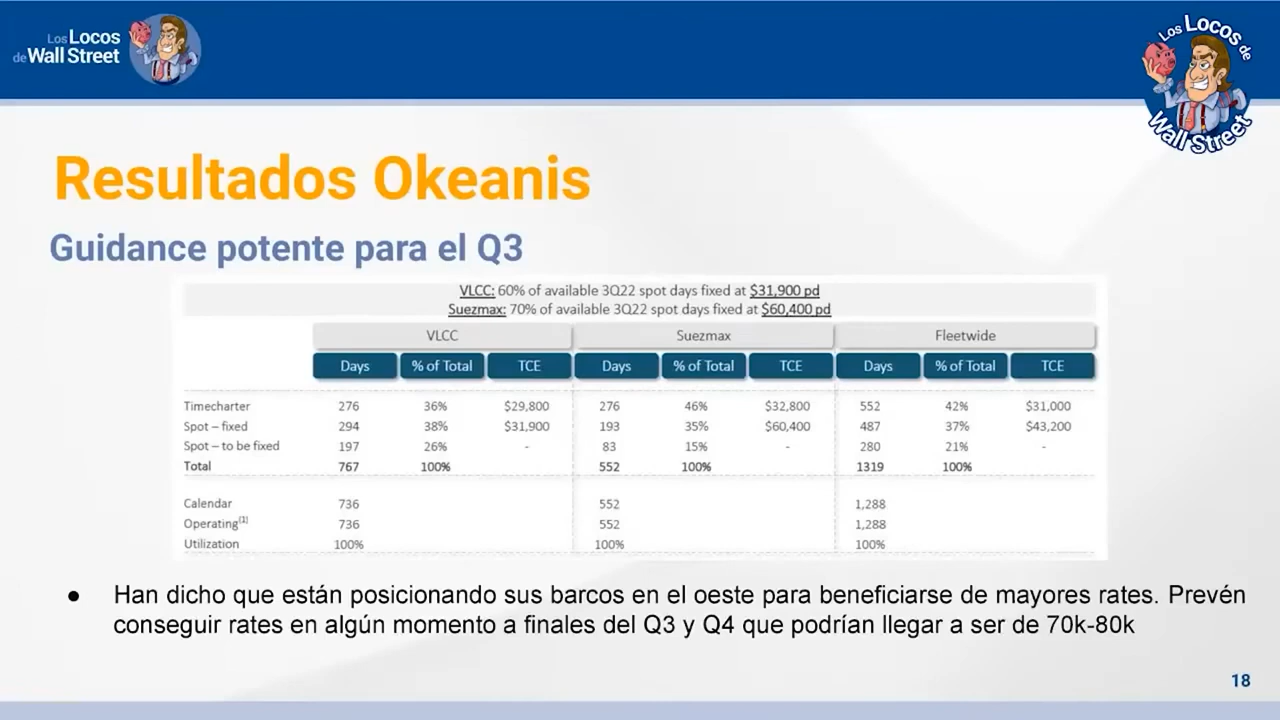 Los Locos
de Wall Street
Los Locos de
Wall Street
Resultados Okeanis
Guidance potente para el Q3
VLCC: 60% of available 3Q22 spot days fixed at $31,900 pd
Suezmax: 70% of available 3Q22 spot days fixed at $60,400 pd
VLCC Suezmax Fleetwide
Days % of Total TCE Days % of Total TCE Days % of Total TCE
Timecharter 276 36% $29,800 276 46% $32,800 552 42% $31,000
Spot – fixed 294 38% $31,900 193 35% $60,400 487 37% $43,200
Spot – to be fixed 197 26% - 83 15% - 280 21% -
Total 767 100% 552 100% 1319 100%
Calendar 736 552 1,288
Operating(1) 736 552 1,288
Utilization 100% 100% 100%
● Han dicho que están posicionando sus barcos en el oeste para beneficiarse de mayores rates. Prevén
conseguir rates en algún momento a finales del Q3 y Q4 que podrían llegar a ser de 70k-80k
18